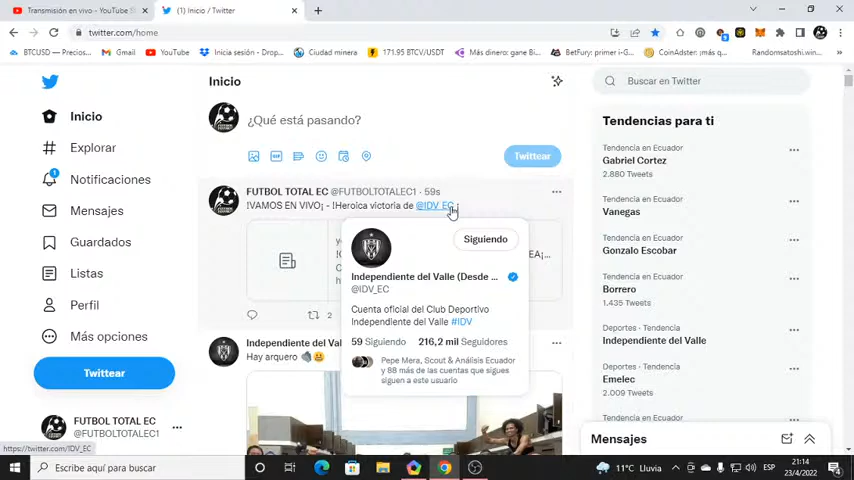 Transmisión en vivo - YouTube
(1) Inicio / Twitter
twitter.com/home
BTCUSD — Precios...
Gmail
YouTube
Inicia sesión - Drop...
Ciudad minera
171.95 BTCV/USDT
Más dinero: gane Bi...
BetFury: primer i-G...
CoinAdster: ¡más q...
Randomsatoshi.win...
Inicio
Explorar
1
Notificaciones
Mensajes
Guardados
Listas
Perfil
Más opciones
Twittear
FUTBOL TOTAL EC
@FUTBOLTOTALEC1
https://twitter.com/IDV_EC
Inicio
¿Qué está pasando?
GIF
Twittear
FUTBOL TOTAL EC @FUTBOLTOTALEC1 · 59s
!VAMOS EN VIVO¡ - !Heroica victoria de @IDV_EC
2
Siguiendo
Independiente del Valle (Desde ...
@IDV_EC
Cuenta oficial del Club Deportivo
Independiente del Valle #IDV
59 Siguiendo 216,2 mil Seguidores
Pepe Mera, Scout & Análisis Ecuador
y 88 más de las cuentas que sigues
siguen a este usuario
Independiente del Val
Hay arquero
Buscar en Twitter
Tendencias para ti
Tendencia en Ecuador
Gabriel Cortez
2.880 Tweets
Tendencia en Ecuador
Vanegas
Tendencia en Ecuador
Gonzalo Escobar
Tendencia en Ecuador
Borrero
1.435 Tweets
Deportes · Tendencia
Independiente del Valle
Deportes · Tendencia
Emelec
2.009 Tweets
Tendencia en Ecuador
Mensajes
Escribe aquí para buscar
11°C Lluvia
ESP
21:14
23/4/2022
4